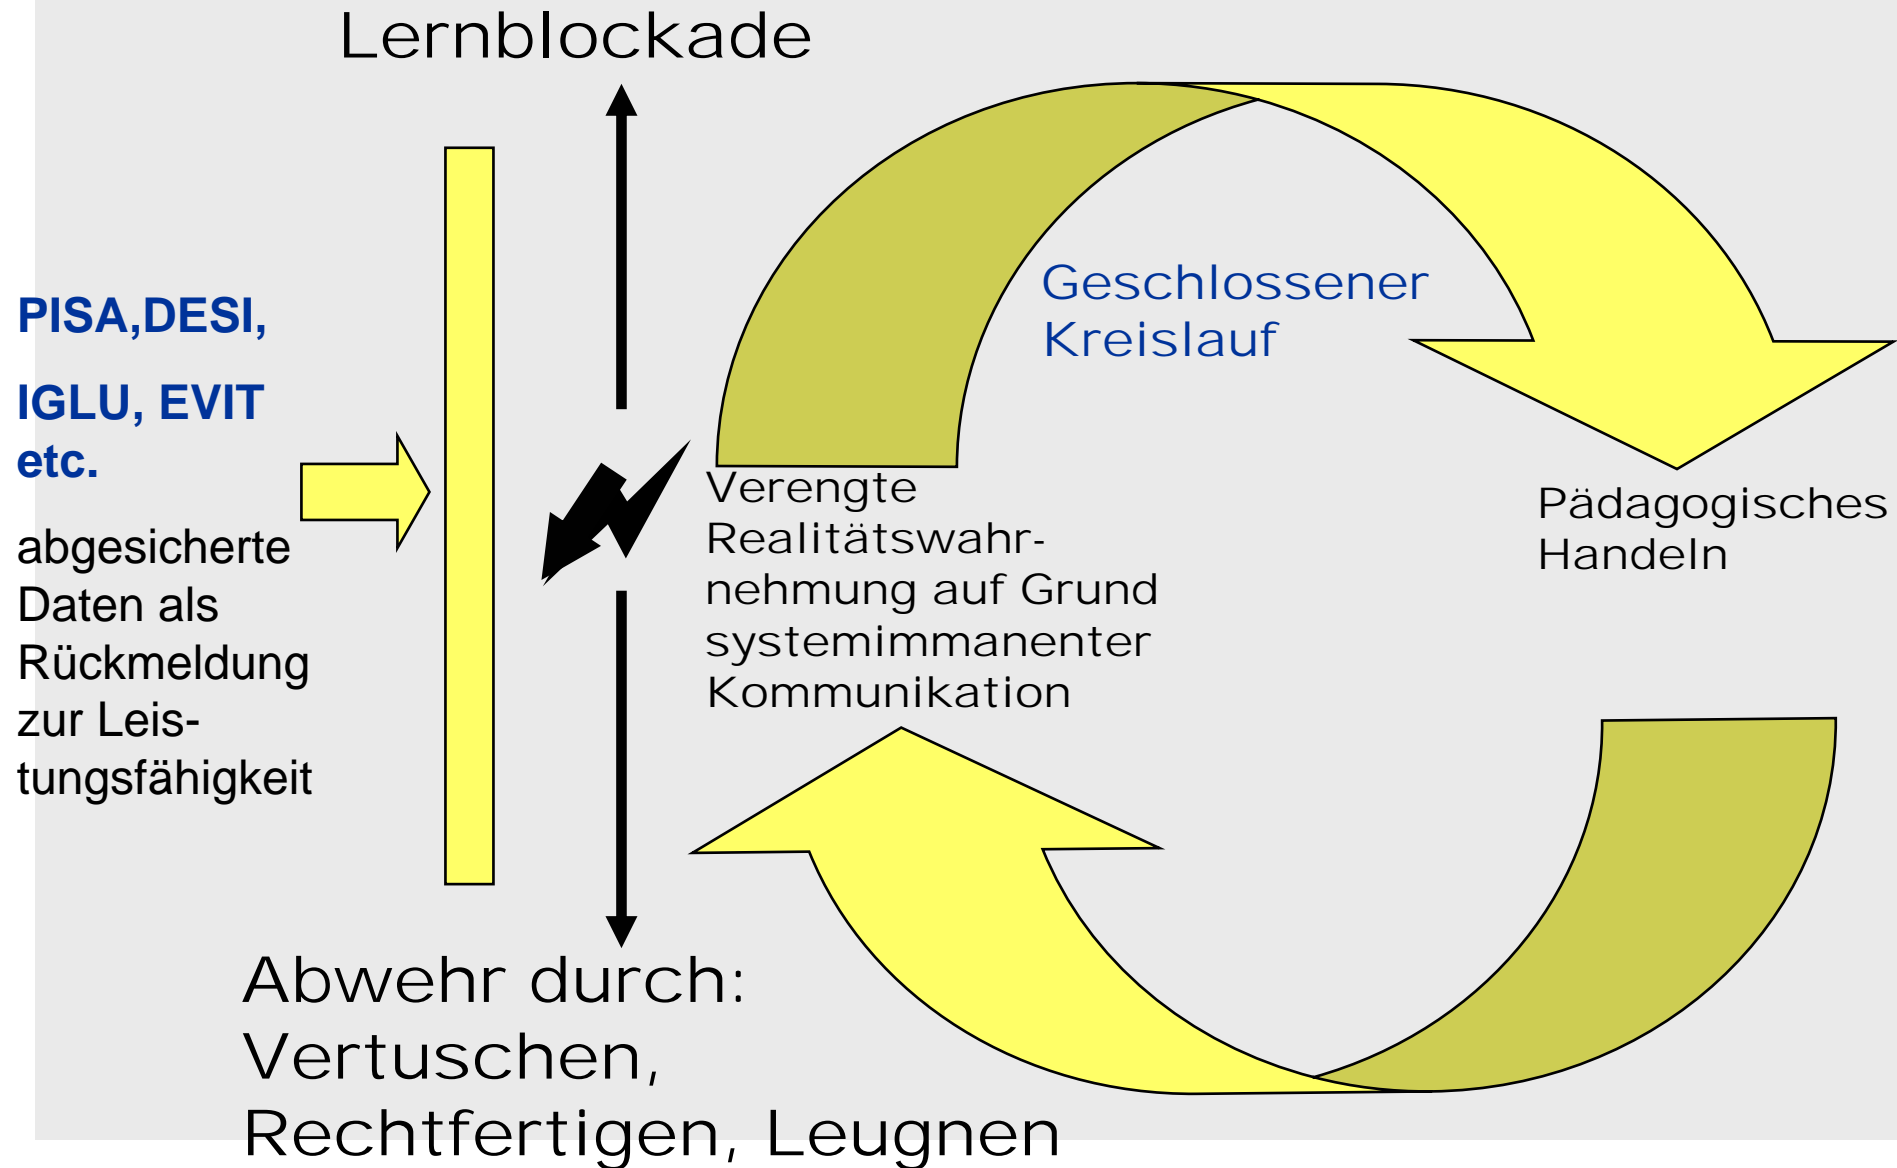 Lernblockade
PISA,DESI,
IGLU, EVIT
etc.
abgesicherte
Daten als
Rückmeldung
zur Leis-
tungsfähigkeit
Geschlossener
Kreislauf
Verengte
Realitätswahr-
nehmung auf Grund
systemimmanenter
Kommunikation
Pädagogisches
Handeln
Abwehr durch:
Vertuschen,
Rechtfertigen, Leugnen